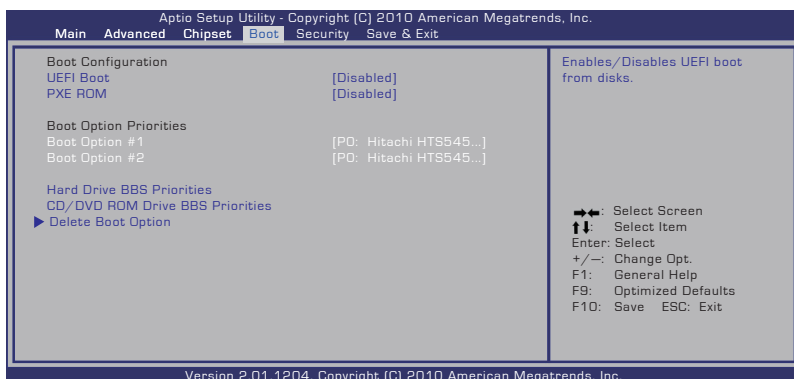 Aptio Setup Utility - Copyright (C) 2010 American Megatrends, Inc.
Main Advanced Chipset Boot Security Save & Exit
Boot Configuration
UEFI Boot [Disabled]
PXE ROM [Disabled]
Boot Option Priorities
Boot Option #1 [P0: Hitachi HTS545...]
Boot Option #2 [P0: Hitachi HTS545...]
Hard Drive BBS Priorities
CD/DVD ROM Drive BBS Priorities
Delete Boot Option
Enables/Disables UEFI boot
from disks.
→←: Select Screen
↑↓: Select Item
Enter: Select
+/—: Change Opt.
F1: General Help
F9: Optimized Defaults
F10: Save ESC: Exit
Version 2.01.1204. Copyright (C) 2010 American Megatrends, Inc.